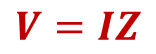 V = IZ